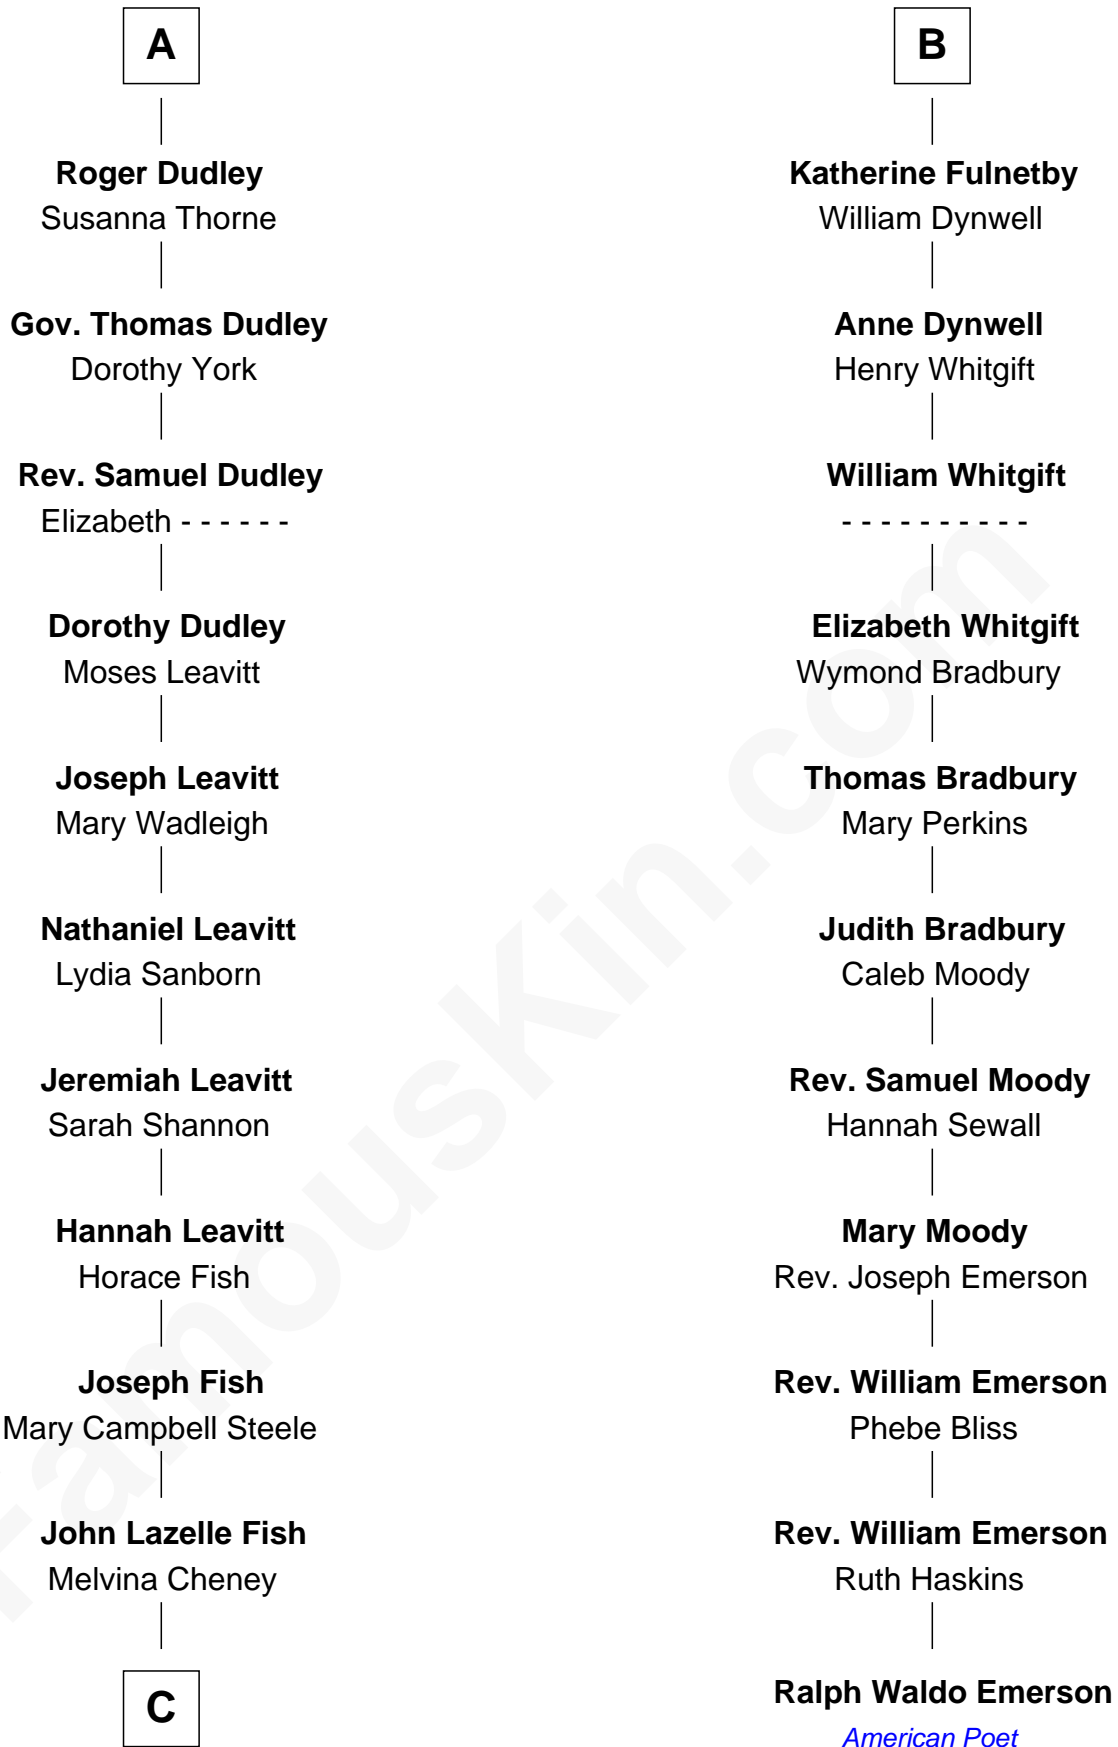 A
Roger Dudley
Susanna Thorne
Gov. Thomas Dudley
Dorothy York
Rev. Samuel Dudley
Elizabeth - - - - - -
Dorothy Dudley
Moses Leavitt
Joseph Leavitt
Mary Wadleigh
Nathaniel Leavitt
Lydia Sanborn
Jeremiah Leavitt
Sarah Shannon
Hannah Leavitt
Horace Fish
Joseph Fish
Mary Campbell Steele
John Lazelle Fish
Melvina Cheney
C
B
Katherine Fulnetby
William Dynwell
Anne Dynwell
Henry Whitgift
William Whitgift
- - - - - - - - - -
Elizabeth Whitgift
Wymond Bradbury
Thomas Bradbury
Mary Perkins
Judith Bradbury
Caleb Moody
Rev. Samuel Moody
Hannah Sewall
Mary Moody
Rev. Joseph Emerson
Rev. William Emerson
Phebe Bliss
Rev. William Emerson
Ruth Haskins
Ralph Waldo Emerson
American Poet
FamousKin.com